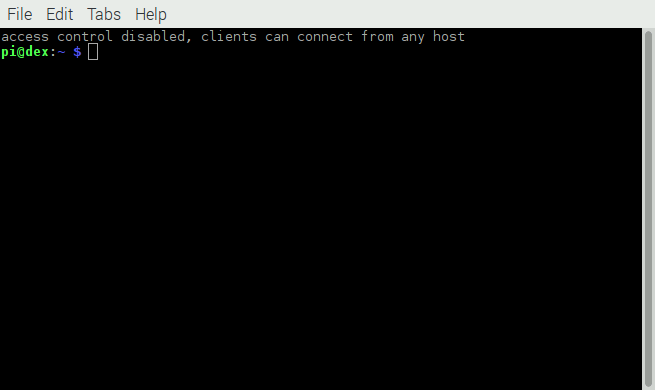 File Edit Tabs Help
access control disabled, clients can connect from any host
pi@dex:~ $